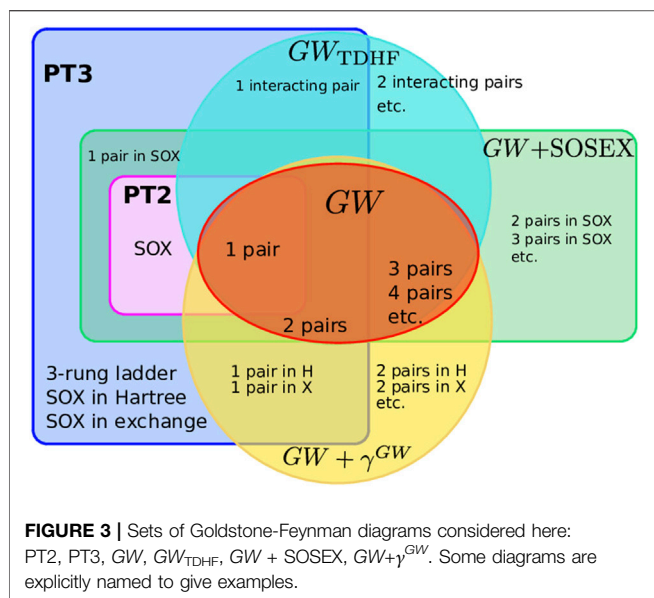 GW_TDHF
PT3
1 interacting pair
2 interacting pairs
etc.
1 pair in SOX
GW+SOSEX
PT2
GW
SOX
1 pair
2 pairs in SOX
3 pairs in SOX
etc.
3 pairs
4 pairs
etc.
2 pairs
3-rung ladder
SOX in Hartree
SOX in exchange
1 pair in H
1 pair in X
2 pairs in H
2 pairs in X
etc.
GW + γ^GW
FIGURE 3 | Sets of Goldstone-Feynman diagrams considered here:
PT2, PT3, GW, GW_TDHF, GW + SOSEX, GW+γ^GW. Some diagrams are
explicitly named to give examples.